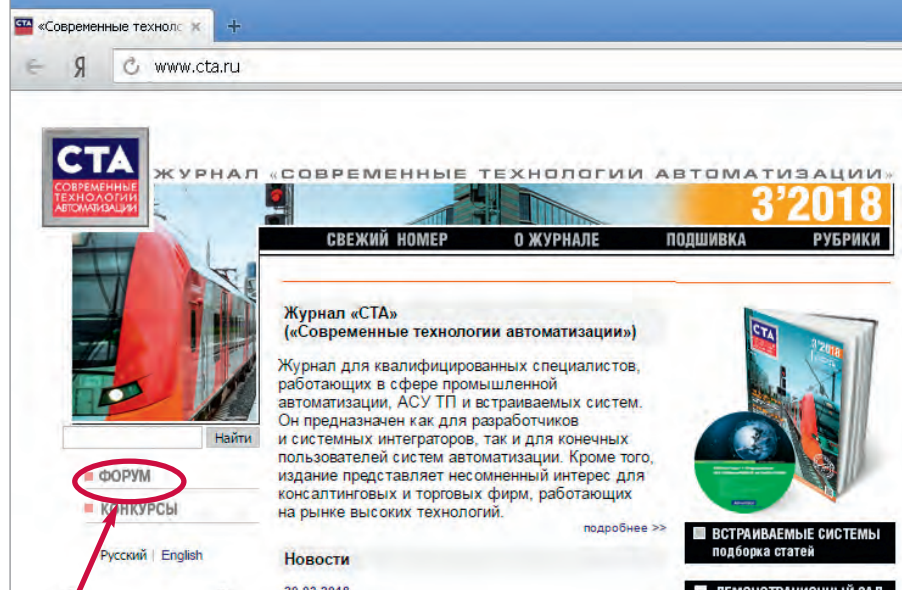 СТА «Современные технолс ×
Я www.cta.ru
СТА
СОВРЕМЕННЫЕ
ТЕХНОЛОГИИ
АВТОМАТИЗАЦИИ
ЖУРНАЛ «СОВРЕМЕННЫЕ ТЕХНОЛОГИИ АВТОМАТИЗАЦИИ»
3'2018
СВЕЖИЙ НОМЕР О ЖУРНАЛЕ ПОДШИВКА РУБРИКИ
Журнал «СТА»
(«Современные технологии автоматизации»)
Журнал для квалифицированных специалистов,
работающих в сфере промышленной
автоматизации, АСУ ТП и встраиваемых систем.
Он предназначен как для разработчиков
и системных интеграторов, так и для конечных
пользователей систем автоматизации. Кроме того,
издание представляет несомненный интерес для
консалтинговых и торговых фирм, работающих
на рынке высоких технологий.
подробнее >>
Новости
Найти
ФОРУМ
КОНКУРСЫ
Русский | English
СТА
3'2018
ВСТРАИВАЕМЫЕ СИСТЕМЫ
подборка статей
ДЕМОНСТРАЦИОННЫЙ ЗАЛ